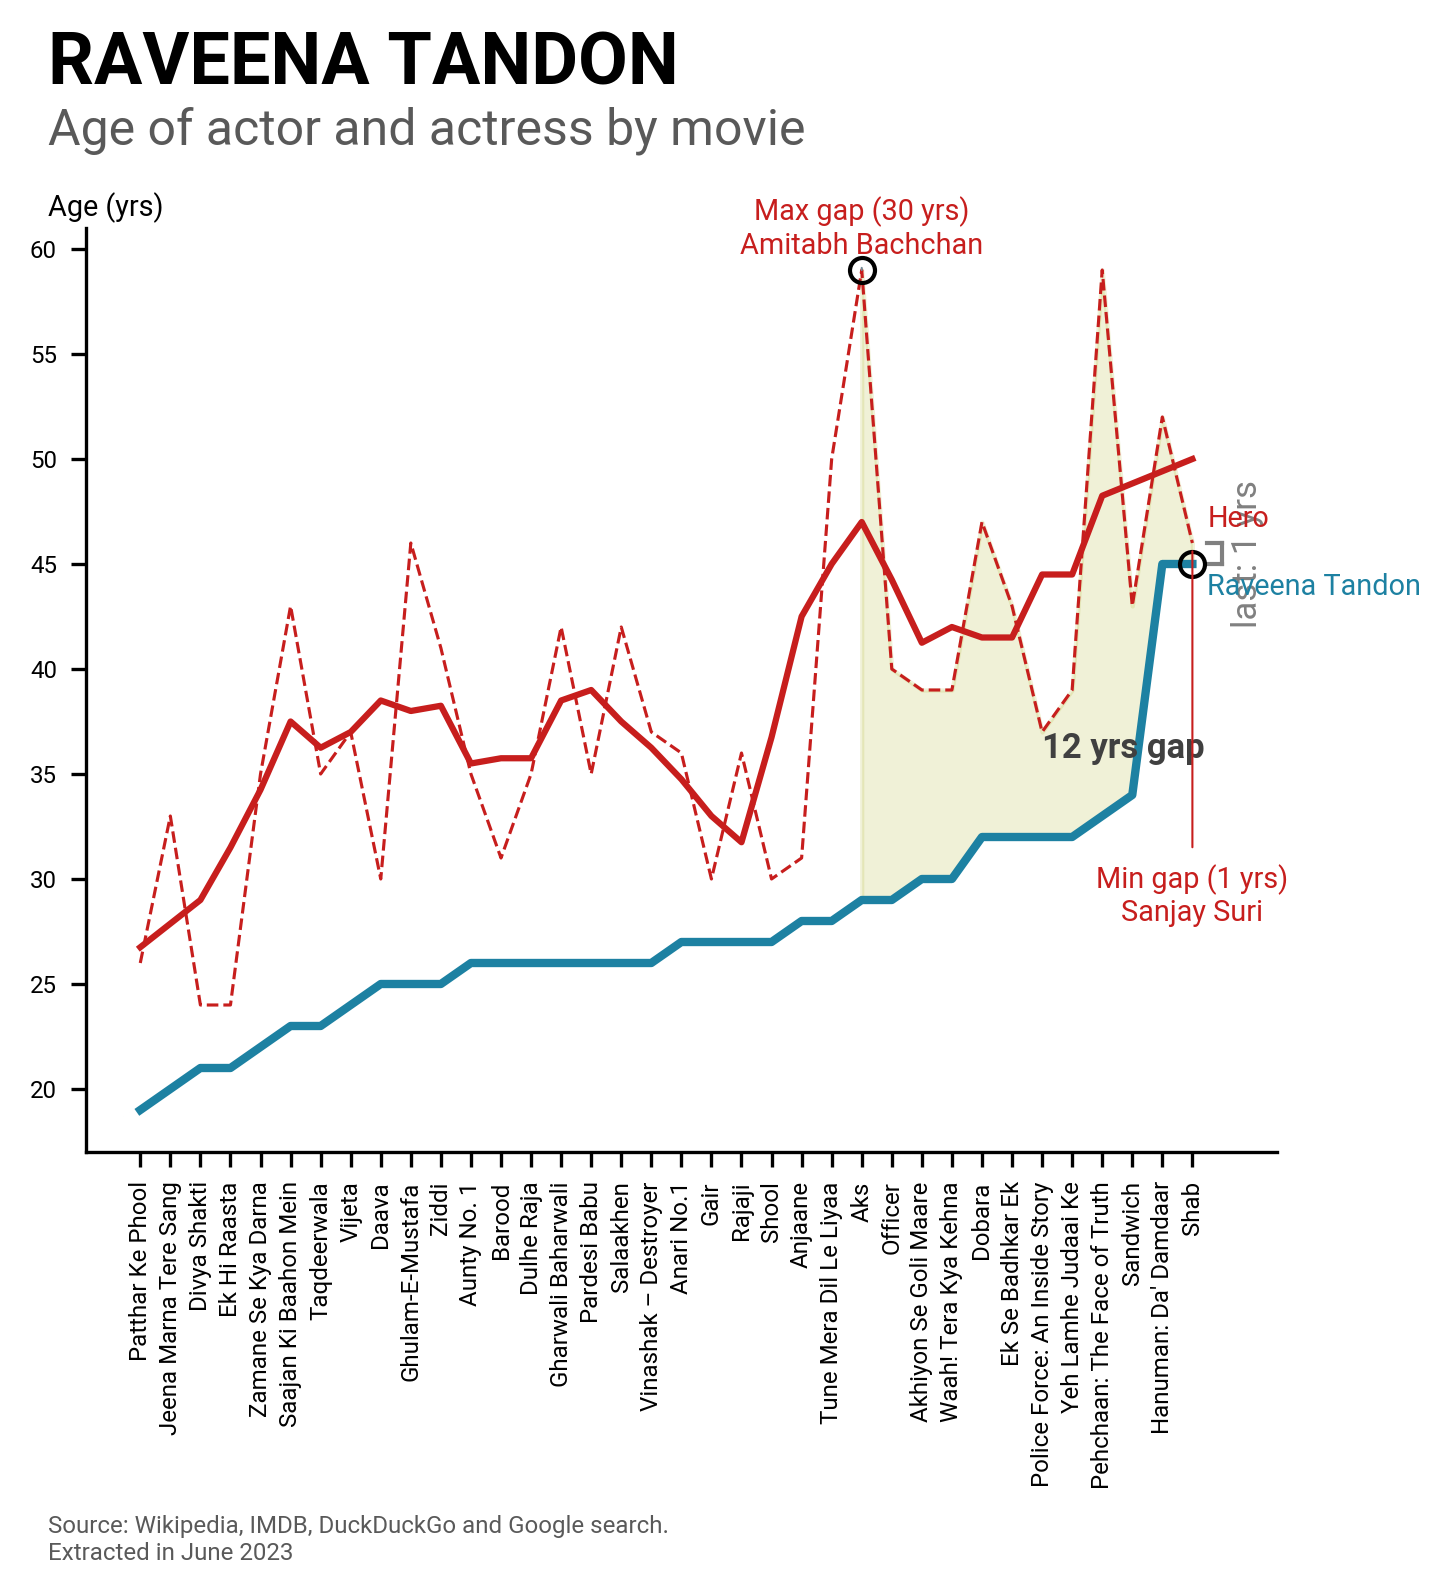 RAVEENA TANDON
Age of actor and actress by movie
Age (yrs)
Max gap (30 yrs)
Amitabh Bachchan
60
55
50
45
40
35
30
25
20
Hero
last: 1 yrs
Raveena Tandon
12 yrs gap
Min gap (1 yrs)
Sanjay Suri
Patthar Ke Phool
Jeena Marna Tere Sang
Divya Shakti
Ek Hi Raasta
Zamane Se Kya Darna
Saajan Ki Baahon Mein
Taqdeerwala
Vijeta
Daava
Ghulam-E-Mustafa
Ziddi
Aunty No. 1
Barood
Dulhe Raja
Gharwali Baharwali
Pardesi Babu
Salaakhen
Vinashak – Destroyer
Anari No.1
Gair
Rajaji
Shool
Anjaane
Tune Mera Dil Le Liyaa
Aks
Officer
Akhiyon Se Goli Maare
Waah! Tera Kya Kehna
Dobara
Ek Se Badhkar Ek
Police Force: An Inside Story
Yeh Lamhe Judaai Ke
Pehchaan: The Face of Truth
Sandwich
Hanuman: Da' Damdaar
Shab
Source: Wikipedia, IMDB, DuckDuckGo and Google search.
Extracted in June 2023